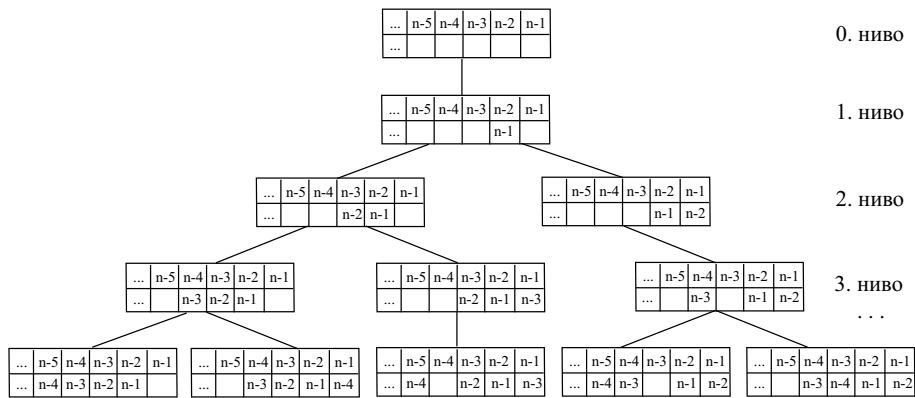 ... n-5 n-4 n-3 n-2 n-1
...
0. ниво
... n-5 n-4 n-3 n-2 n-1
... n-1
1. ниво
... n-5 n-4 n-3 n-2 n-1 ... n-5 n-4 n-3 n-2 n-1
... n-2 n-1 ... n-1 n-2
2. ниво
... n-5 n-4 n-3 n-2 n-1 ... n-5 n-4 n-3 n-2 n-1 ... n-5 n-4 n-3 n-2 n-1
... n-3 n-2 n-1 ... n-2 n-1 n-3 ... n-3 n-1 n-2
3. ниво
. . .
... n-5 n-4 n-3 n-2 n-1 ... n-5 n-4 n-3 n-2 n-1 ... n-5 n-4 n-3 n-2 n-1 ... n-5 n-4 n-3 n-2 n-1 ... n-5 n-4 n-3 n-2 n-1
... n-4 n-3 n-2 n-1 ... n-3 n-2 n-1 n-4 ... n-4 n-2 n-1 n-3 ... n-4 n-3 n-1 n-2 ... n-3 n-4 n-1 n-2